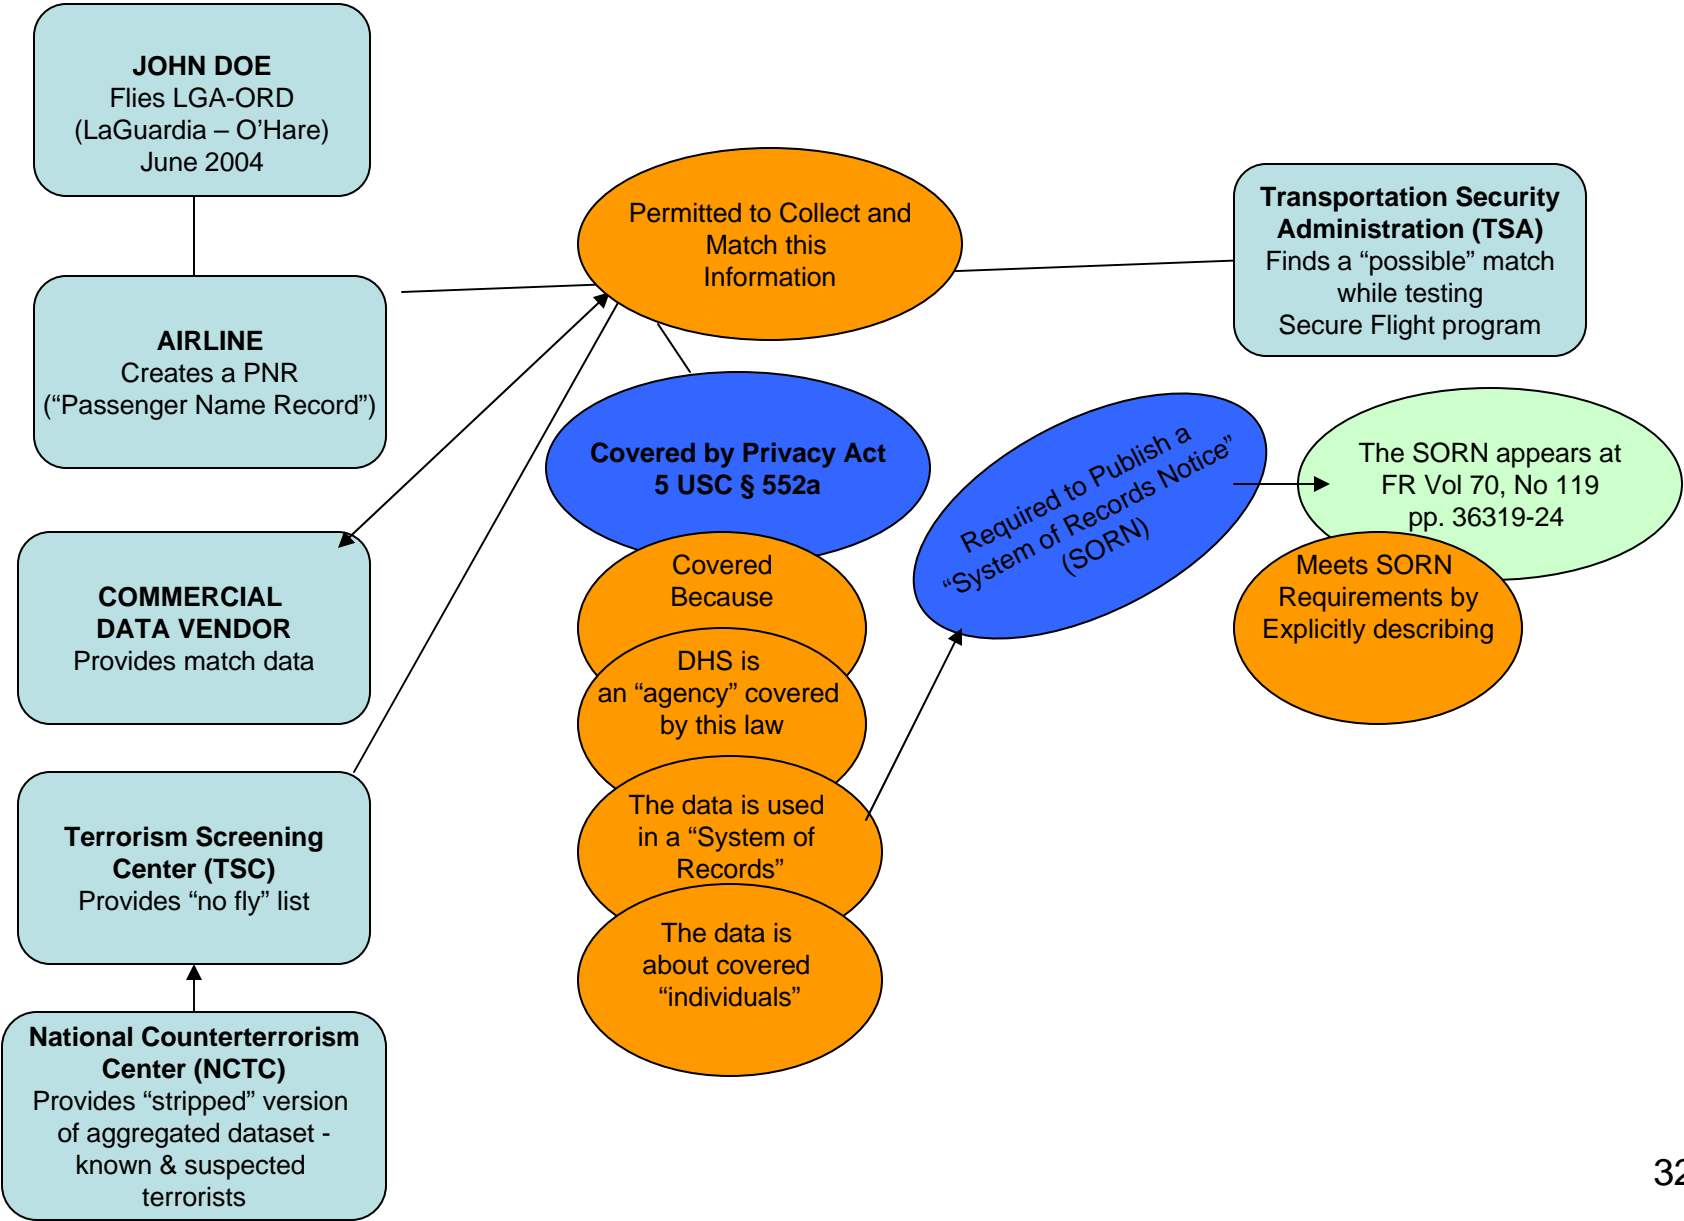 JOHN DOE
Flies LGA-ORD
(LaGuardia – O’Hare)
June 2004
AIRLINE
Creates a PNR
(“Passenger Name Record”)
COMMERCIAL
DATA VENDOR
Provides match data
Terrorism Screening
Center (TSC)
Provides “no fly” list
National Counterterrorism
Center (NCTC)
Provides “stripped” version
of aggregated dataset -
known & suspected
terrorists
Permitted to Collect and
Match this
Information
Transportation Security
Administration (TSA)
Finds a “possible” match
while testing
Secure Flight program
Covered by Privacy Act
5 USC § 552a
Covered
Because
DHS is
an “agency” covered
by this law
The data is used
in a “System of
Records”
The data is
about covered
“individuals”
Required to Publish a
“System of Records Notice”
(SORN)
The SORN appears at
FR Vol 70, No 119
pp. 36319-24
Meets SORN
Requirements by
Explicitly describing
32